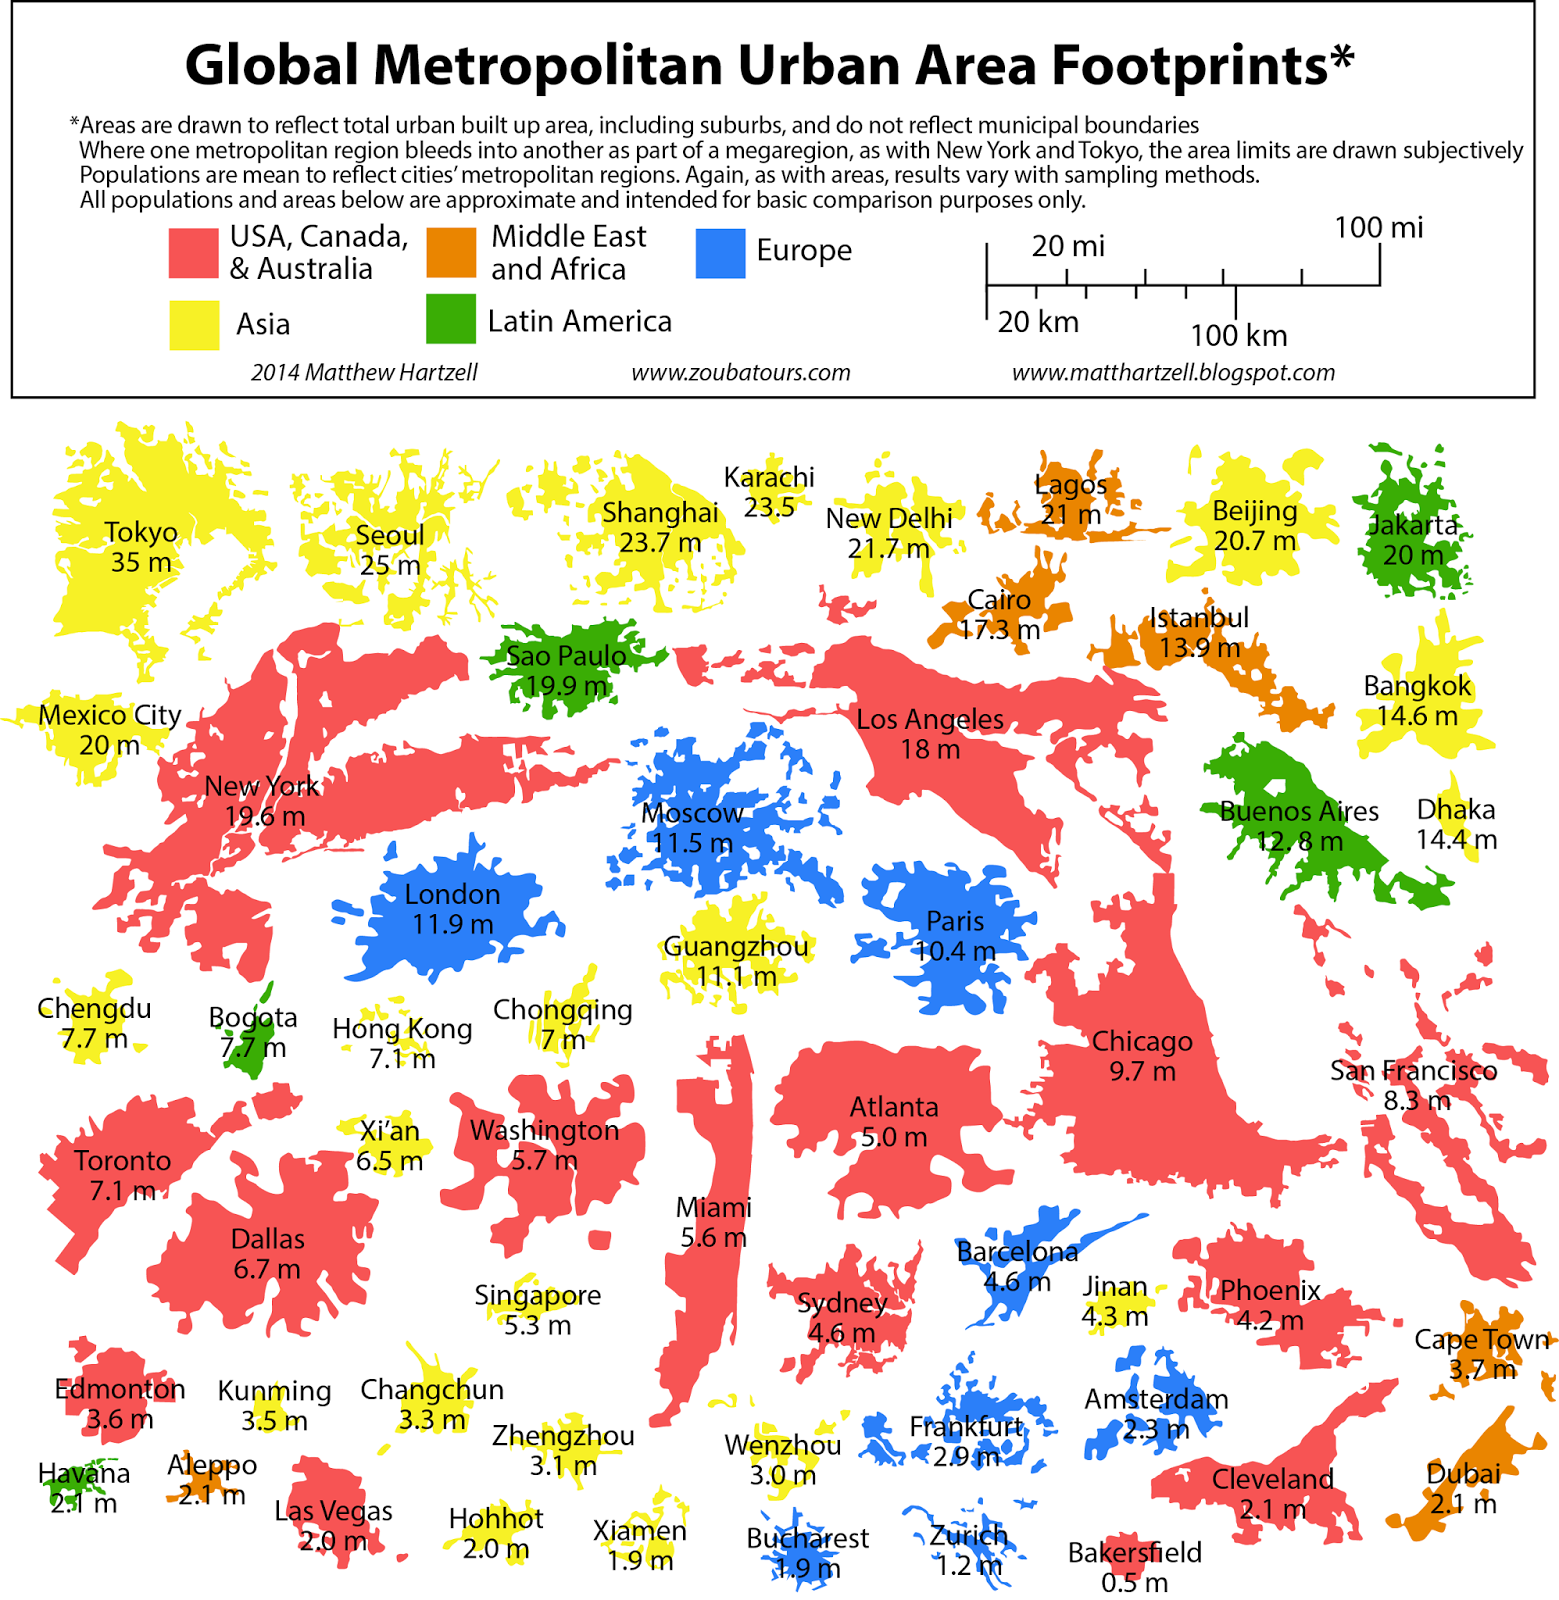 Global Metropolitan Urban Area Footprints*
*Areas are drawn to reflect total urban built up area, including suburbs, and do not reflect municipal boundaries
Where one metropolitan region bleeds into another as part of a megaregion, as with New York and Tokyo, the area limits are drawn subjectively
Populations are mean to reflect cities' metropolitan regions. Again, as with areas, results vary with sampling methods.
All populations and areas below are approximate and intended for basic comparison purposes only.
USA, Canada,
& Australia
Middle East
and Africa
Europe
Asia
Latin America
20 mi
100 mi
20 km
100 km
2014 Matthew Hartzell
www.zoubatours.com
www.matthartzell.blogspot.com
Tokyo
35 m
Seoul
25 m
Shanghai
23.7 m
Karachi
23.5
New Delhi
21.7 m
Lagos
21 m
Beijing
20.7 m
Jakarta
20 m
Cairo
17.3 m
Istanbul
13.9 m
Sao Paulo
19.9 m
Mexico City
20 m
New York
19.6 m
Los Angeles
18 m
Bangkok
14.6 m
Moscow
11.5 m
Buenos Aires
12. 8 m
Dhaka
14.4 m
London
11.9 m
Guangzhou
11.1 m
Paris
10.4 m
Chengdu
7.7 m
Bogota
7.7 m
Hong Kong
7.1 m
Chongqing
7 m
Chicago
9.7 m
San Francisco
8.3 m
Toronto
7.1 m
Xi'an
6.5 m
Washington
5.7 m
Atlanta
5.0 m
Dallas
6.7 m
Miami
5.6 m
Singapore
5.3 m
Sydney
4.6 m
Barcelona
4.6 m
Jinan
4.3 m
Phoenix
4.2 m
Cape Town
3.7 m
Edmonton
3.6 m
Kunming
3.5 m
Changchun
3.3 m
Zhengzhou
3.1 m
Wenzhou
3.0 m
Frankfurt
2.9 m
Amsterdam
2.3 m
Havana
2.1 m
Aleppo
2.1 m
Las Vegas
2.0 m
Hohhot
2.0 m
Xiamen
1.9 m
Bucharest
1.9 m
Zurich
1.2 m
Bakersfield
0.5 m
Cleveland
2.1 m
Dubai
2.1 m